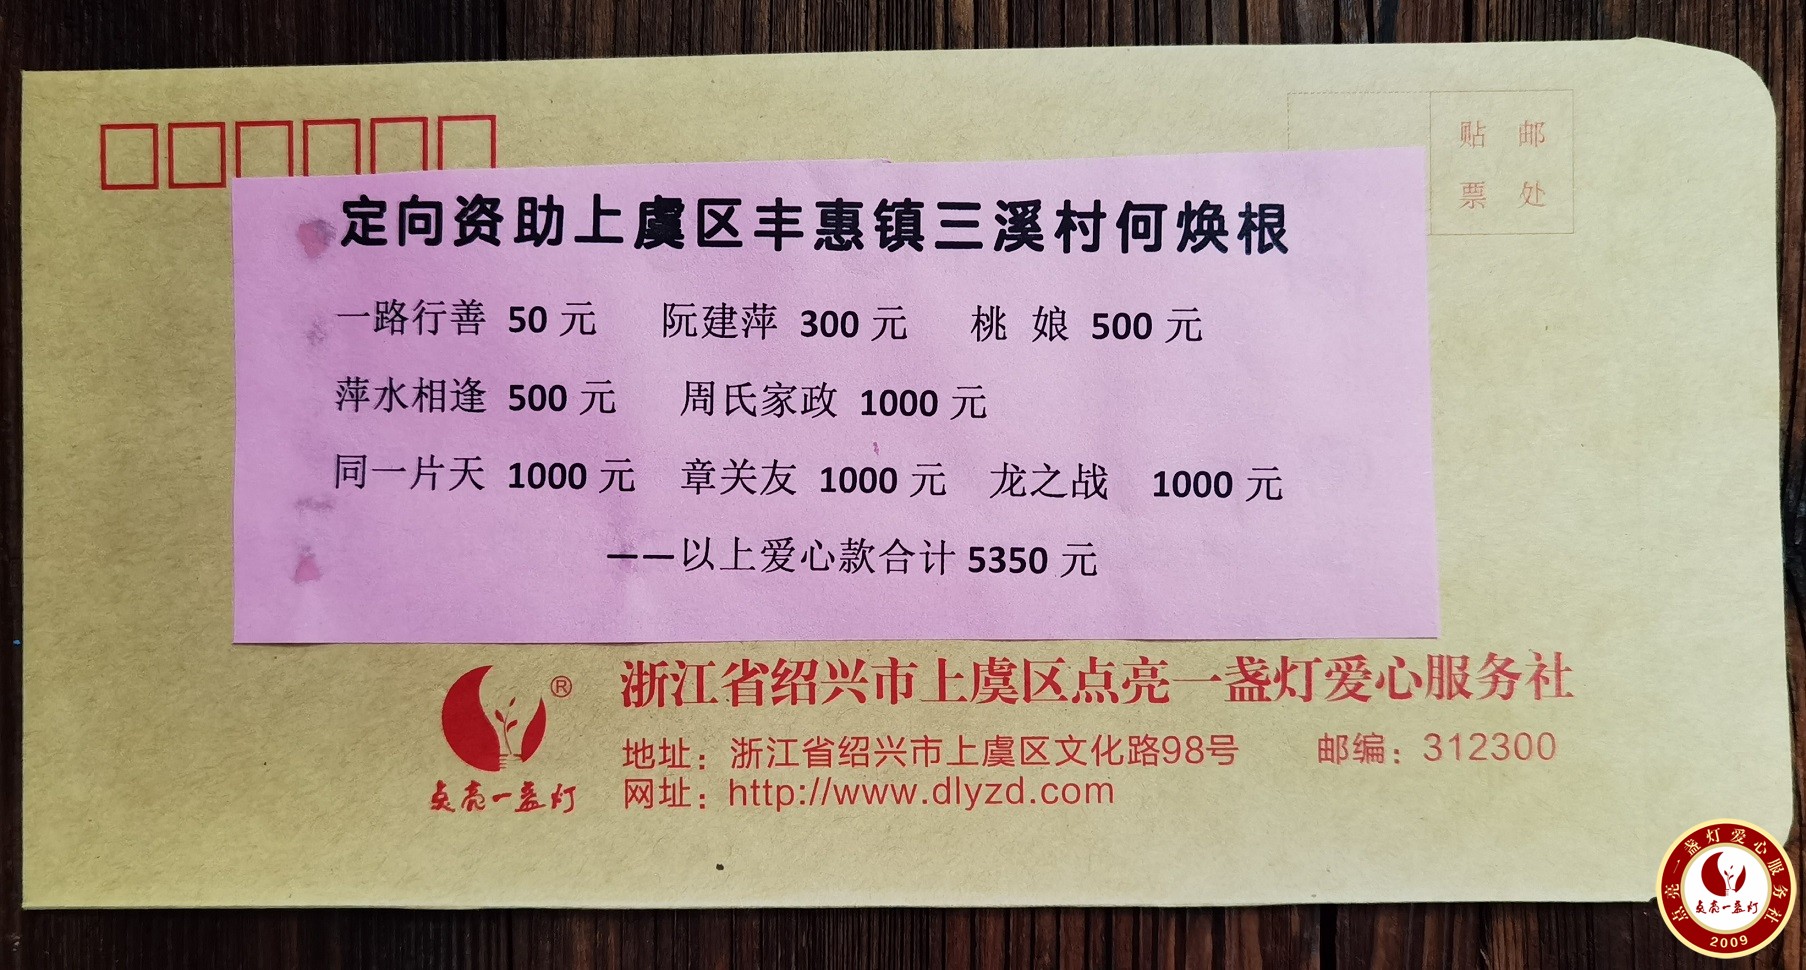 贴 邮
票 处
定向资助上虞区丰惠镇三溪村何焕根
一路行善 50 元 阮建萍 300 元 桃 娘 500 元
萍水相逢 500 元 周氏家政 1000 元
同一片天 1000 元 章关友 1000 元 龙之战 1000 元
——以上爱心款合计 5350 元
®
点亮一盏灯
浙江省绍兴市上虞区点亮一盏灯爱心服务社
地址：浙江省绍兴市上虞区文化路98号 邮编：312300
网址：http://www.dlyzd.com
点亮一盏灯爱心服务社
点亮一盏灯
2009